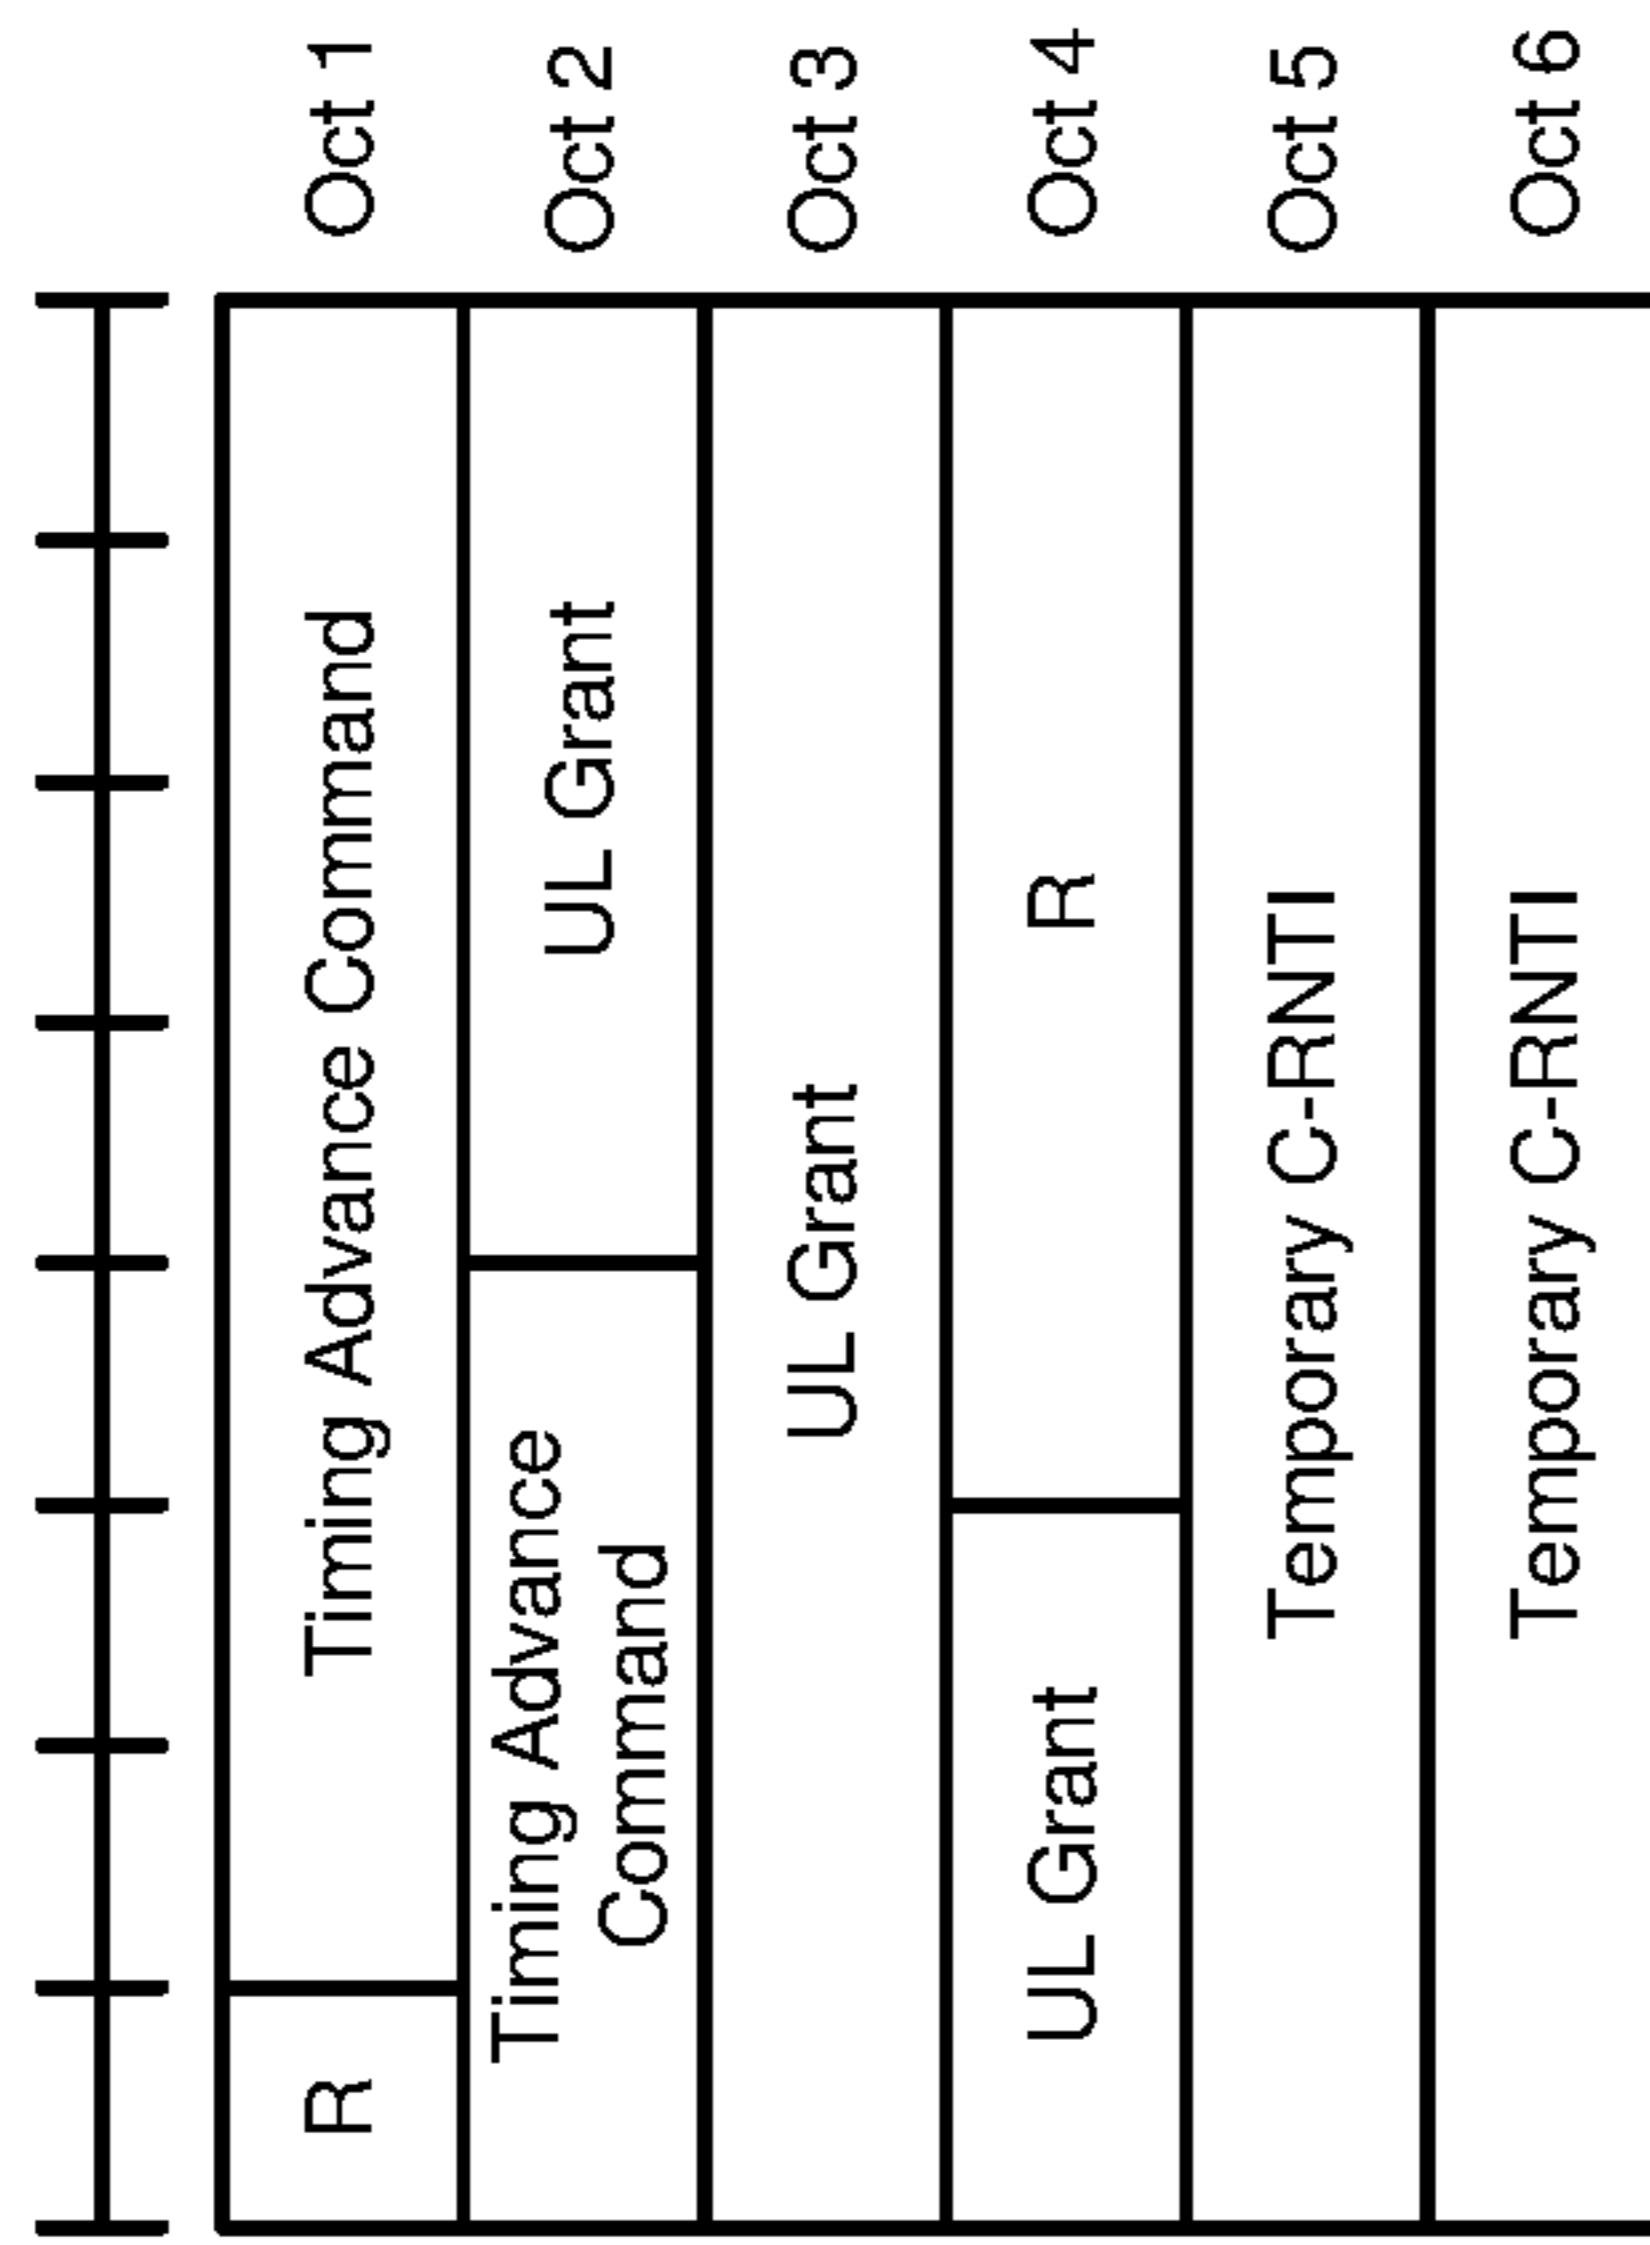 R Timing Advance Command Oct 1
Timing Advance
Command
UL Grant Oct 2
UL Grant Oct 3
UL Grant R Oct 4
Temporary C-RNTI Oct 5
Temporary C-RNTI Oct 6